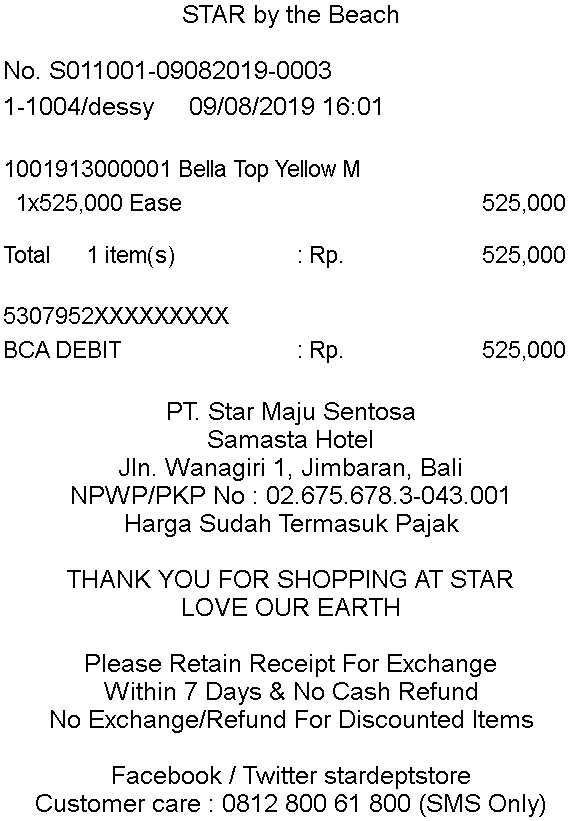 STAR by the Beach
No. S011001-09082019-0003
1-1004/dessy 09/08/2019 16:01
1001913000001 Bella Top Yellow M
1x525,000 Ease 525,000
Total 1 item(s) : Rp. 525,000
5307952XXXXXXXXX
BCA DEBIT : Rp. 525,000
PT. Star Maju Sentosa
Samasta Hotel
Jln. Wanagiri 1, Jimbaran, Bali
NPWP/PKP No : 02.675.678.3-043.001
Harga Sudah Termasuk Pajak
THANK YOU FOR SHOPPING AT STAR
LOVE OUR EARTH
Please Retain Receipt For Exchange
Within 7 Days & No Cash Refund
No Exchange/Refund For Discounted Items
Facebook / Twitter stardeptstore
Customer care : 0812 800 61 800 (SMS Only)